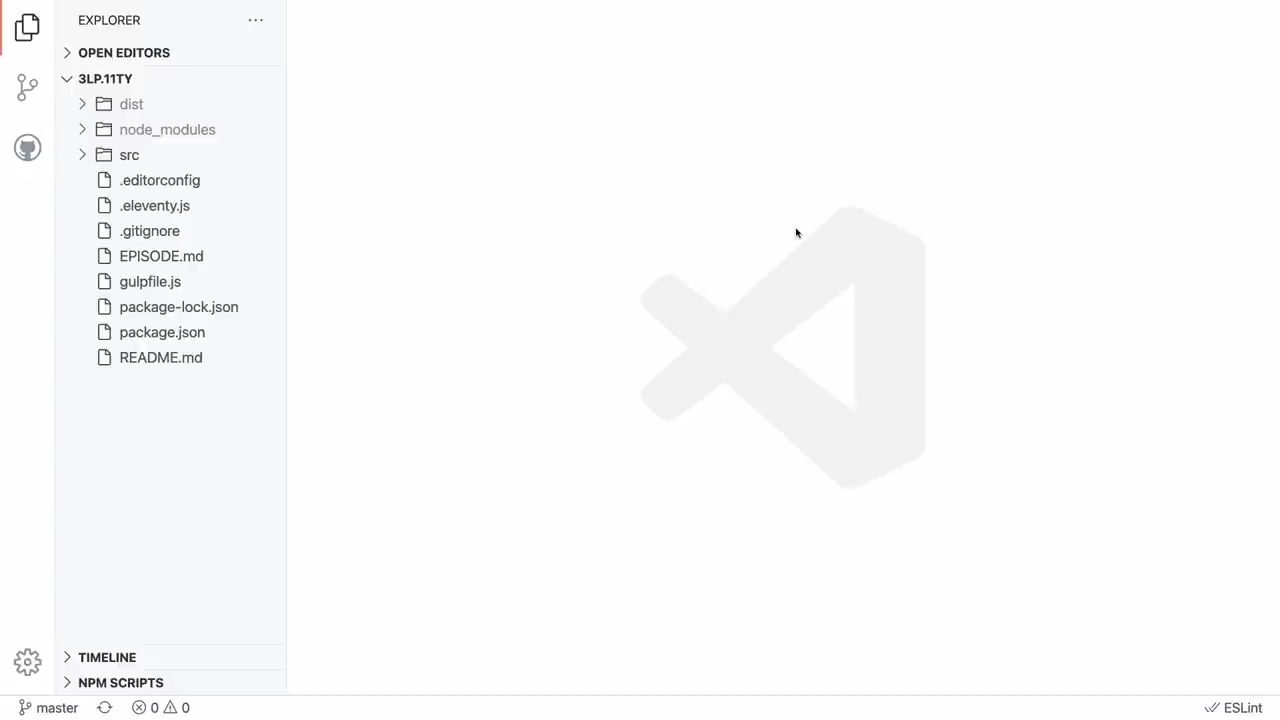 EXPLORER
OPEN EDITORS
3LP.11TY
dist
node_modules
src
.editorconfig
.eleventy.js
.gitignore
EPISODE.md
gulpfile.js
package-lock.json
package.json
README.md
TIMELINE
NPM SCRIPTS
master 0 0 ESLint